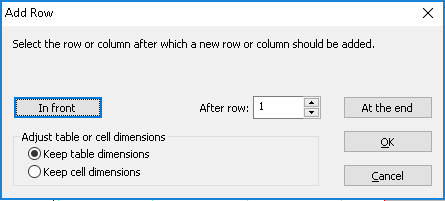 Add Row
Select the row or column after which a new row or column should be added.
In front
After row: 1
At the end
Adjust table or cell dimensions
Keep table dimensions
Keep cell dimensions
OK
Cancel